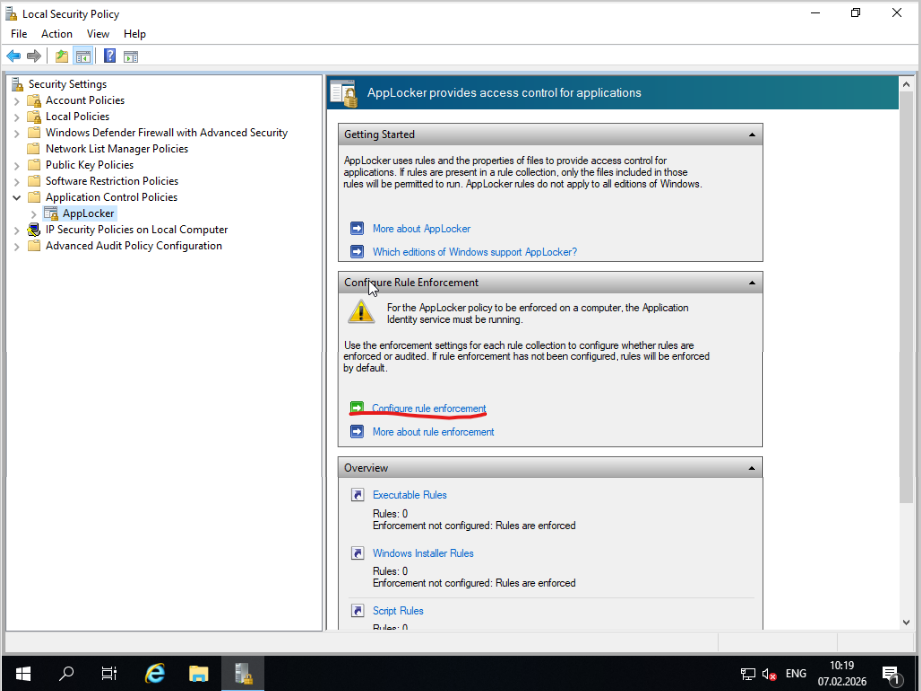 Local Security Policy
File Action View Help
Security Settings
Account Policies
Local Policies
Windows Defender Firewall with Advanced Security
Network List Manager Policies
Public Key Policies
Software Restriction Policies
Application Control Policies
AppLocker
IP Security Policies on Local Computer
Advanced Audit Policy Configuration
AppLocker provides access control for applications
Getting Started
AppLocker uses rules and the properties of files to provide access control for
applications. If rules are present in a rule collection, only the files included in those
rules will be permitted to run. AppLocker rules do not apply to all editions of Windows.
More about AppLocker
Which editions of Windows support AppLocker?
Configure Rule Enforcement
For the AppLocker policy to be enforced on a computer, the Application
Identity service must be running.
Use the enforcement settings for each rule collection to configure whether rules are
enforced or audited. If rule enforcement has not been configured, rules will be enforced
by default.
Configure rule enforcement
More about rule enforcement
Overview
Executable Rules
Rules: 0
Enforcement not configured: Rules are enforced
Windows Installer Rules
Rules: 0
Enforcement not configured: Rules are enforced
Script Rules
Rules: 0
ENG
10:19
07.02.2026
1